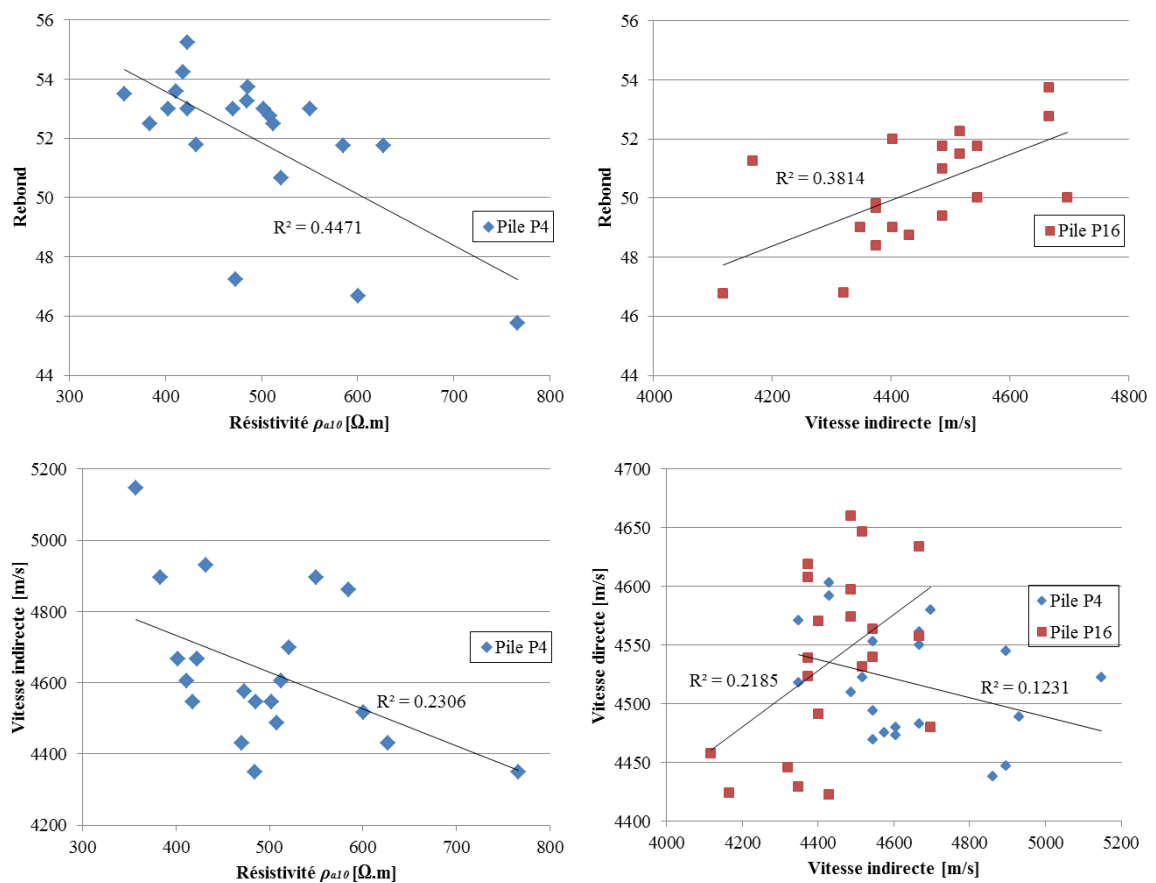 56
54
52
50
48
46
44
Rebond
R² = 0.4471
Pile P4
300
400
500
600
700
800
Résistivité ρa10 [Ω.m]
56
54
52
50
48
46
44
Rebond
R² = 0.3814
Pile P16
4000
4200
4400
4600
4800
Vitesse indirecte [m/s]
5200
5000
4800
4600
4400
4200
Vitesse indirecte [m/s]
Pile P4
R² = 0.2306
300
400
500
600
700
800
Résistivité ρa10 [Ω.m]
4700
4650
4600
4550
4500
4450
4400
Vitesse directe [m/s]
Pile P4
Pile P16
R² = 0.2185
R² = 0.1231
4000
4200
4400
4600
4800
5000
5200
Vitesse indirecte [m/s]